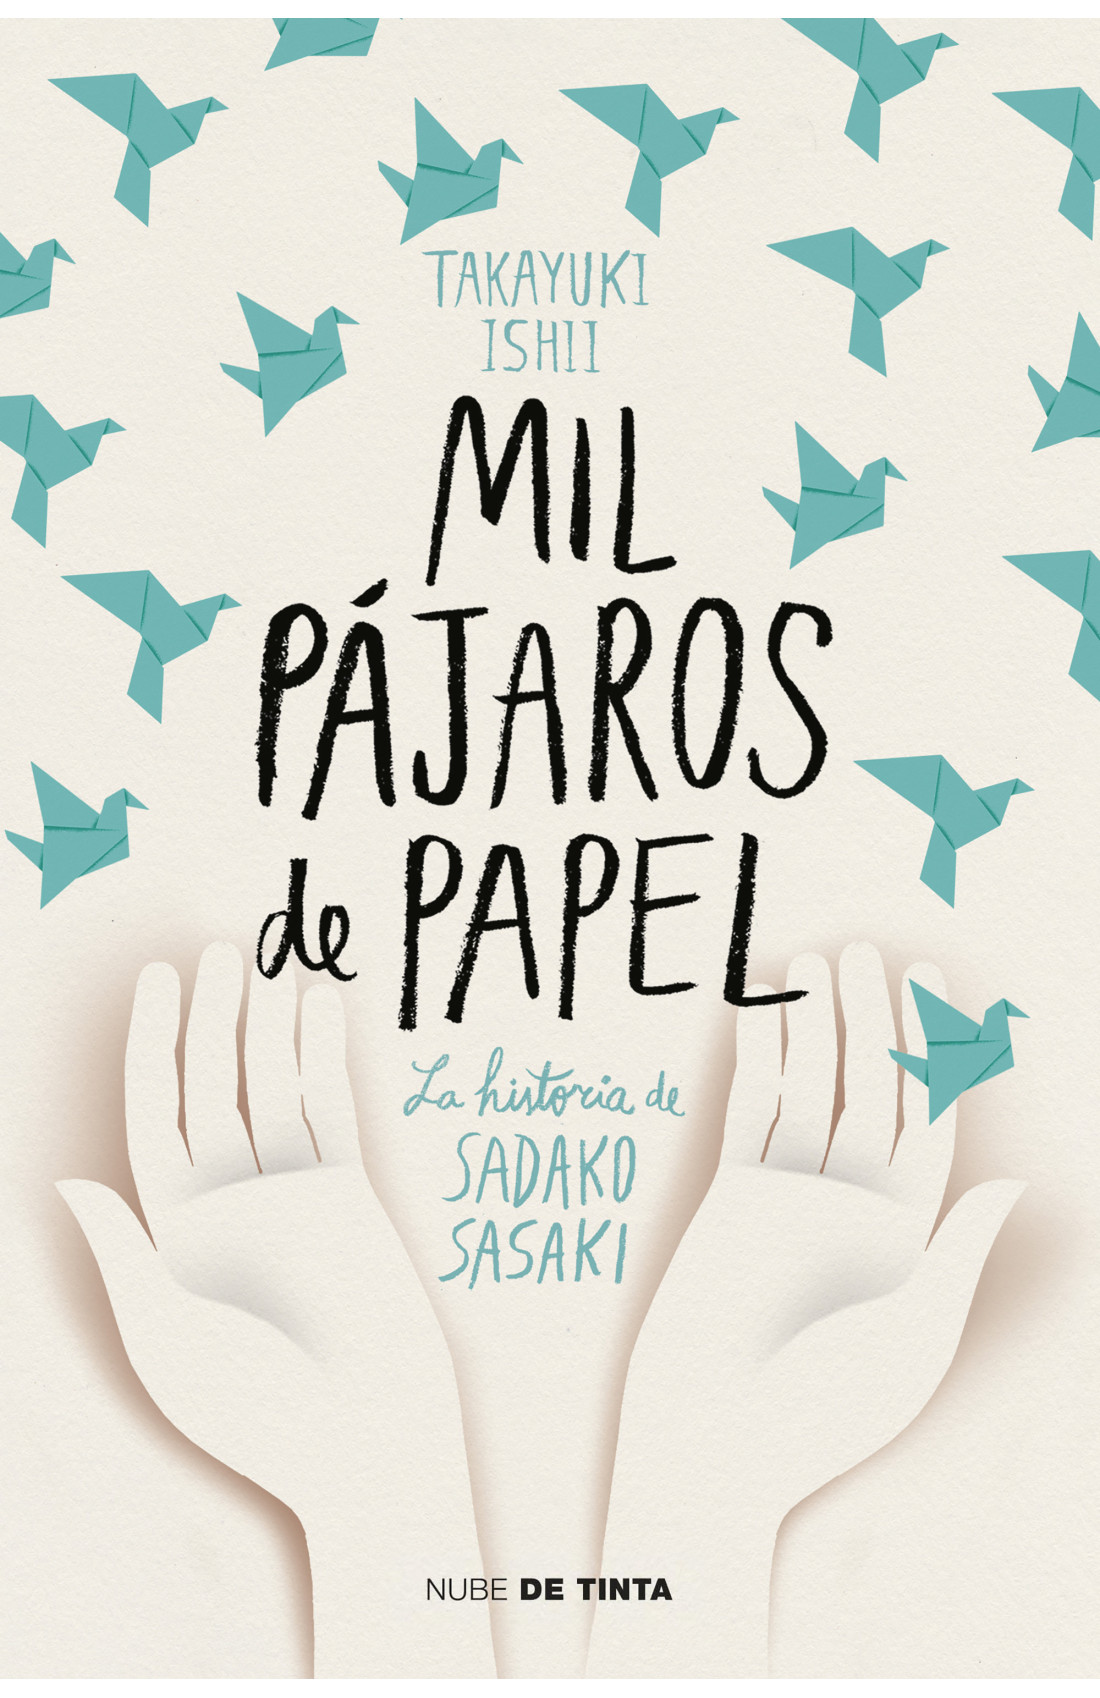 TAKAYUKI
ISHII
MIL
PÁJAROS
de PAPEL
La historia de
SADAKO
SASAKI
NUBE DE TINTA